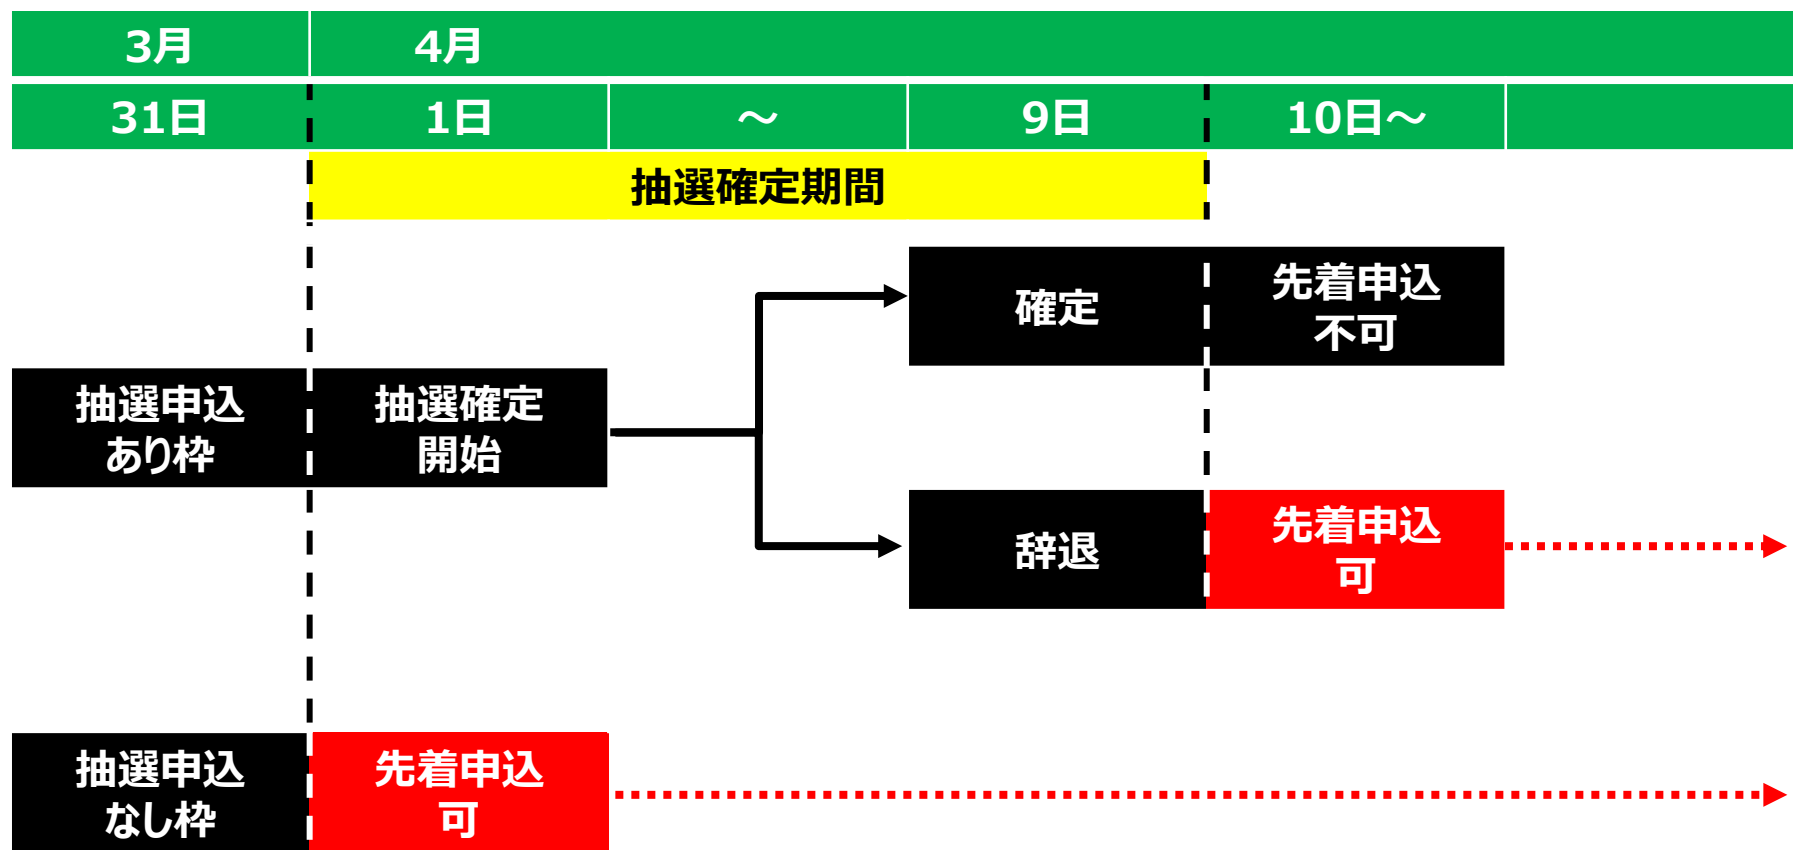 3月 4月
31日 1日 ～ 9日 10日～
抽選確定期間
確定
先着申込
不可
抽選申込
あり枠
抽選確定
開始
辞退
先着申込
可
抽選申込
なし枠
先着申込
可